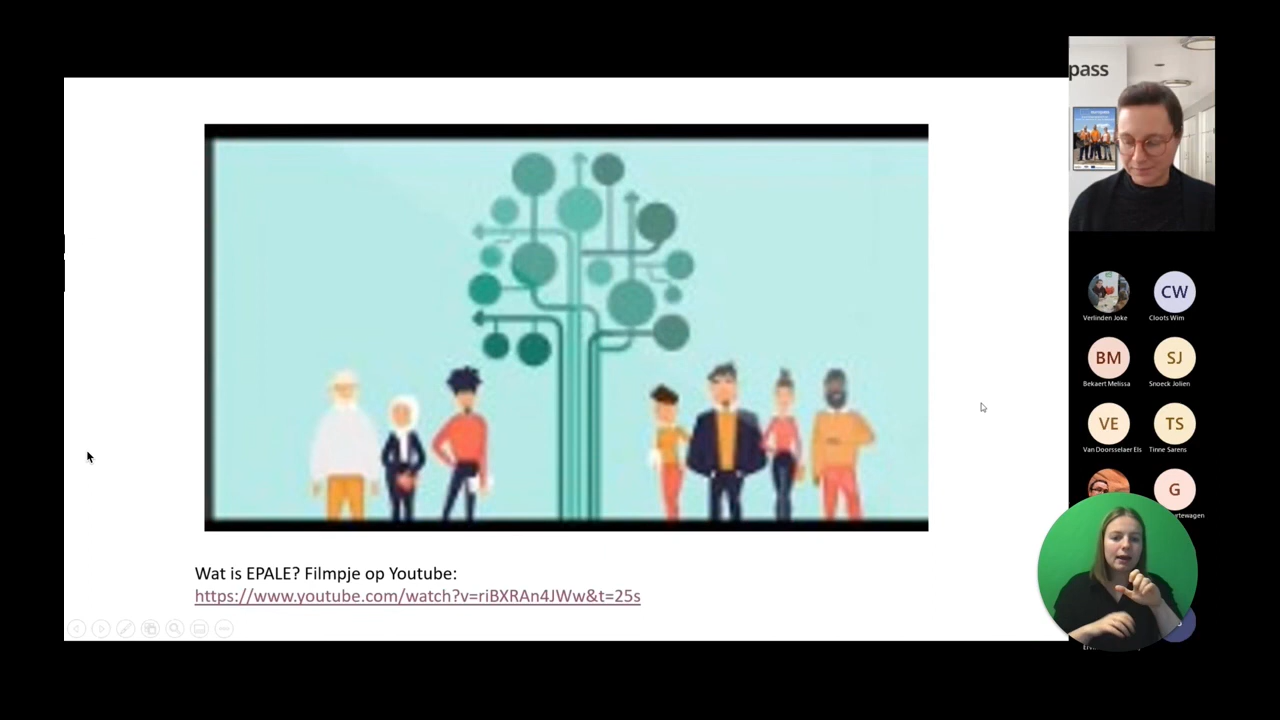 pass
Wat is EPALE? Filmpje op Youtube:
https://www.youtube.com/watch?v=riBXRAn4JWw&t=25s
Verlinden Joke
CW
Cloots Wim
BM
Bekaert Melissa
SJ
Snoeck Jolien
VE
Van Doorsselaer Els
TS
Tinne Sarens
G